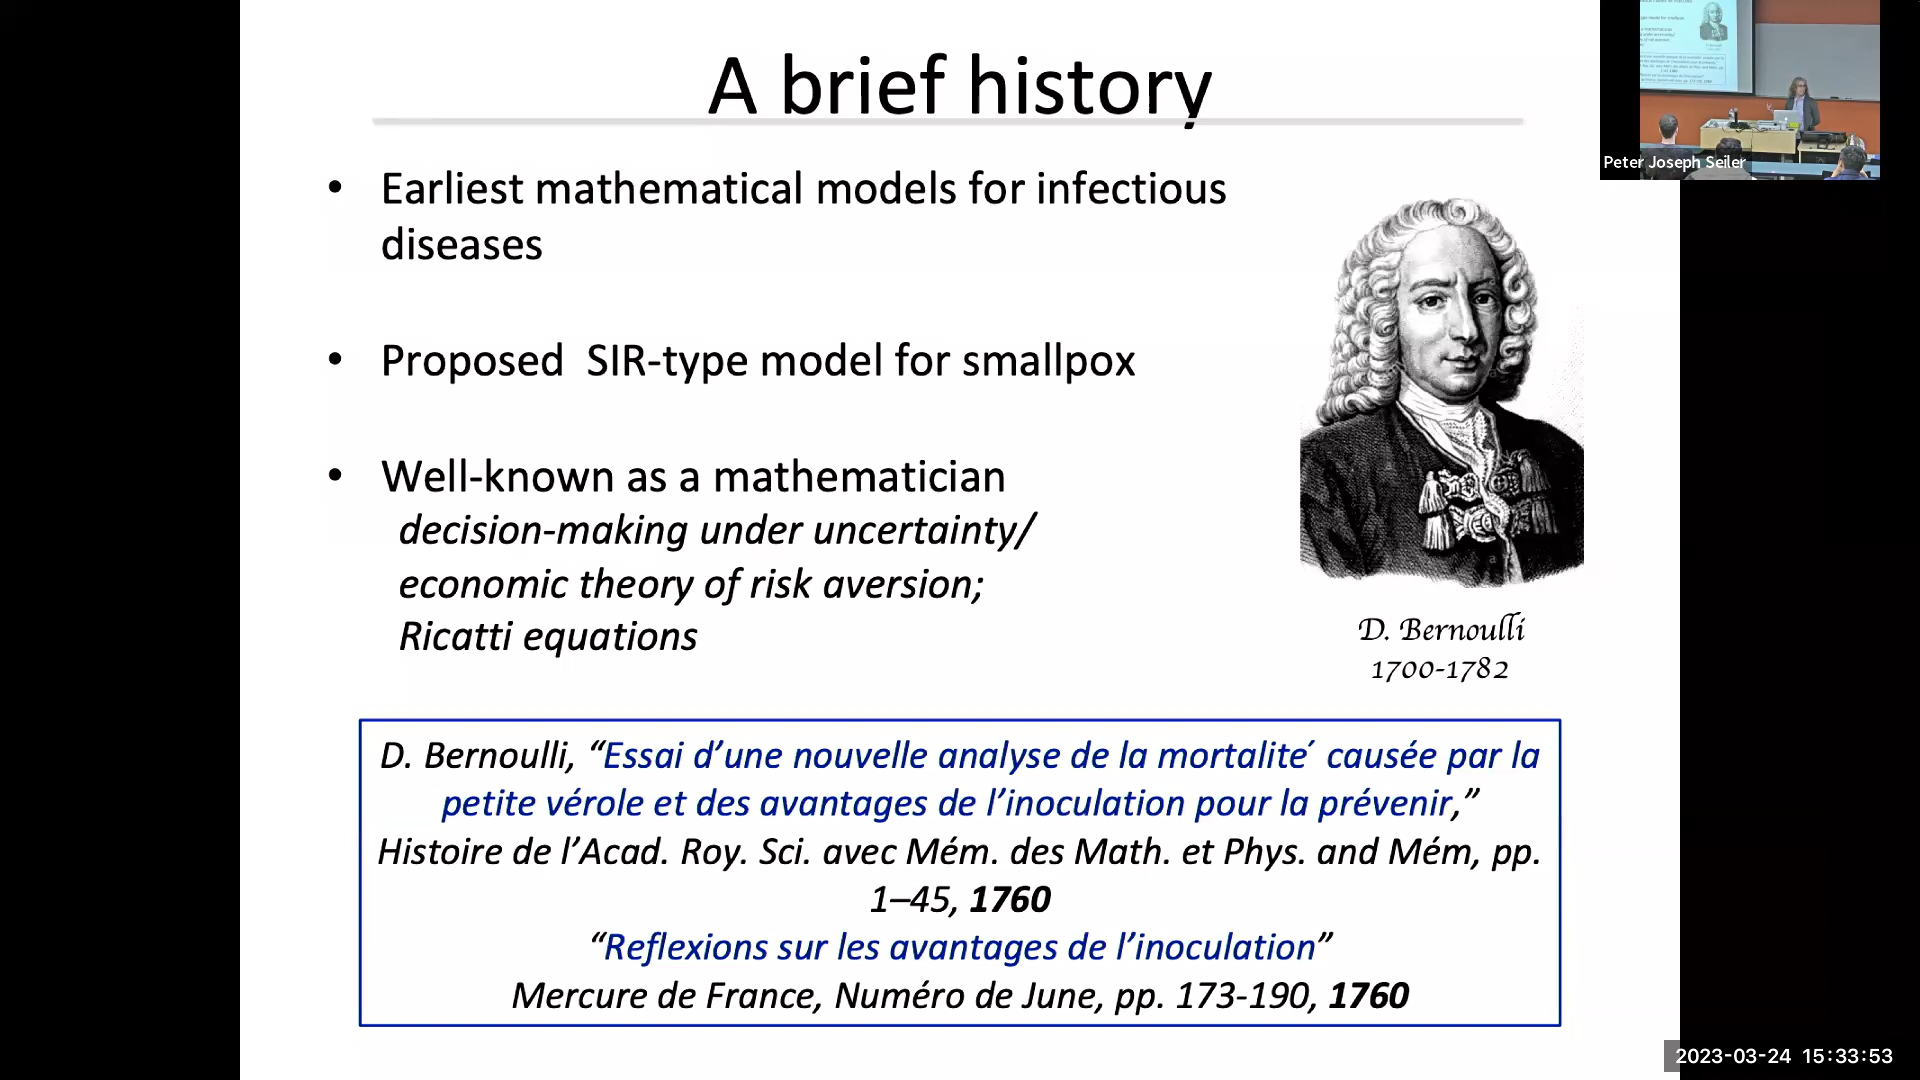 A brief history
Peter Joseph Seiler
• Earliest mathematical models for infectious
diseases
• Proposed  SIR-type model for smallpox
• Well-known as a mathematician
decision-making under uncertainty/
economic theory of risk aversion;
Ricatti equations
D. Bernoulli
1700-1782
D. Bernoulli, “Essai d’une nouvelle analyse de la mortalite´ causée par la
petite vérole et des avantages de l’inoculation pour la prévenir,”
Histoire de l’Acad. Roy. Sci. avec Mém. des Math. et Phys. and Mém, pp.
1–45, 1760
“Reflexions sur les avantages de l’inoculation”
Mercure de France, Numéro de June, pp. 173-190, 1760
2023-03-24 15:33:53